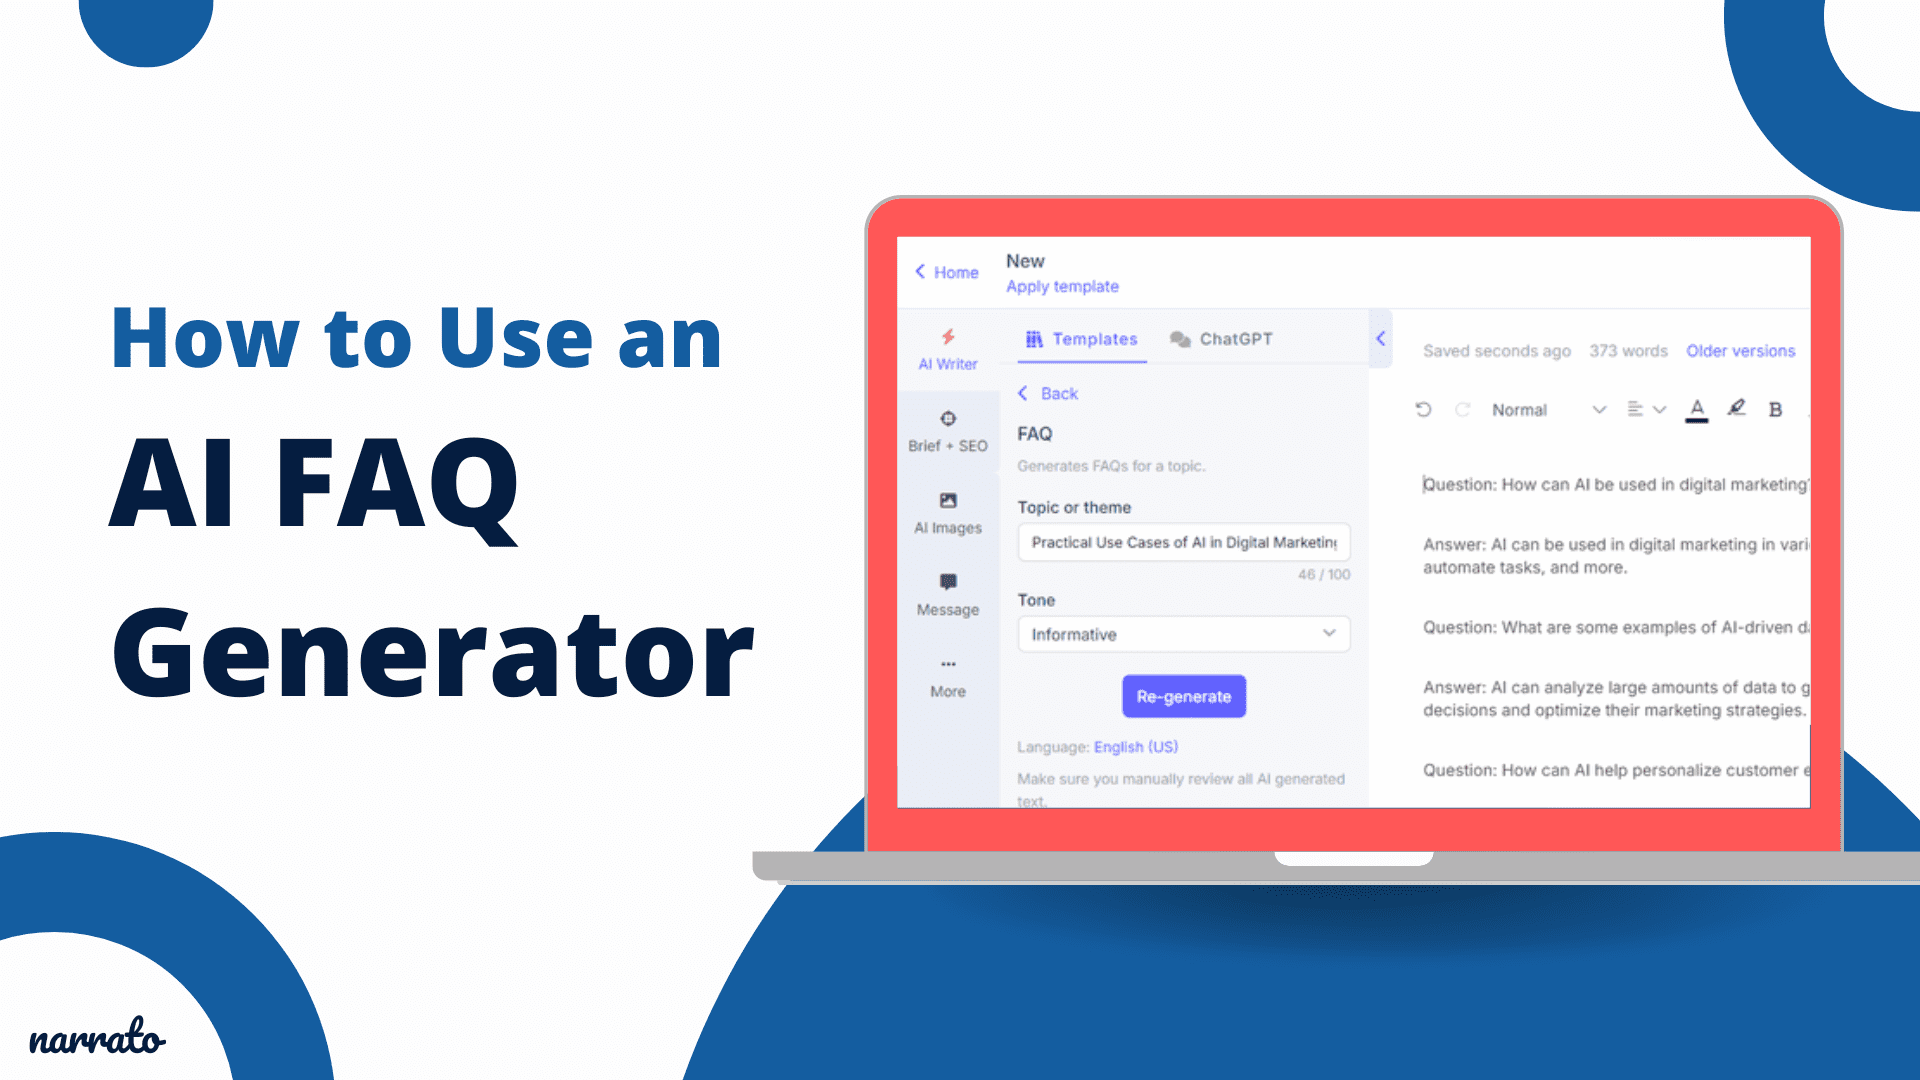 How to Use an
AI FAQ
Generator
narrato
Home
New
Apply template
AI Writer
Brief + SEO
AI Images
Message
More
Templates
ChatGPT
Back
FAQ
Generates FAQs for a topic.
Topic or theme
Practical Use Cases of AI in Digital Marketing
46 / 100
Tone
Informative
Re-generate
Language: English (US)
Make sure you manually review all AI generated
text.
Saved seconds ago 373 words Older versions
Normal A B
Question: How can AI be used in digital marketing?
Answer: AI can be used in digital marketing in
automate tasks, and more.
Question: What are some examples of AI-driven
Answer: AI can analyze large amounts of data to
decisions and optimize their marketing strategies.
Question: How can AI help personalize customer